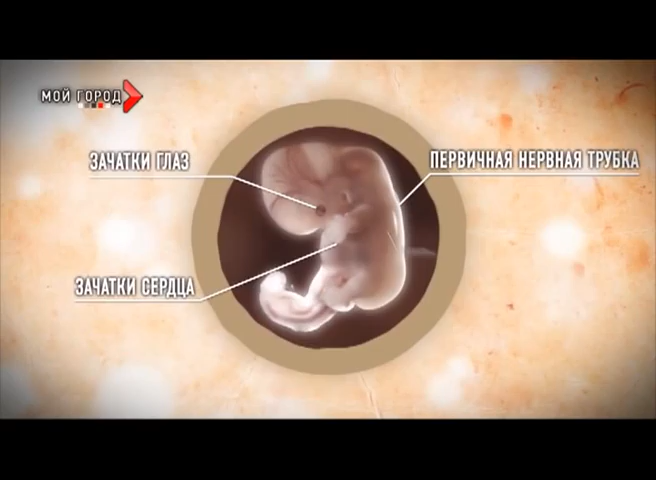 МОЙ ГОРОД
ЗАЧАТКИ ГЛАЗ
ПЕРВИЧНАЯ НЕРВНАЯ ТРУБКА
ЗАЧАТКИ СЕРДЦА